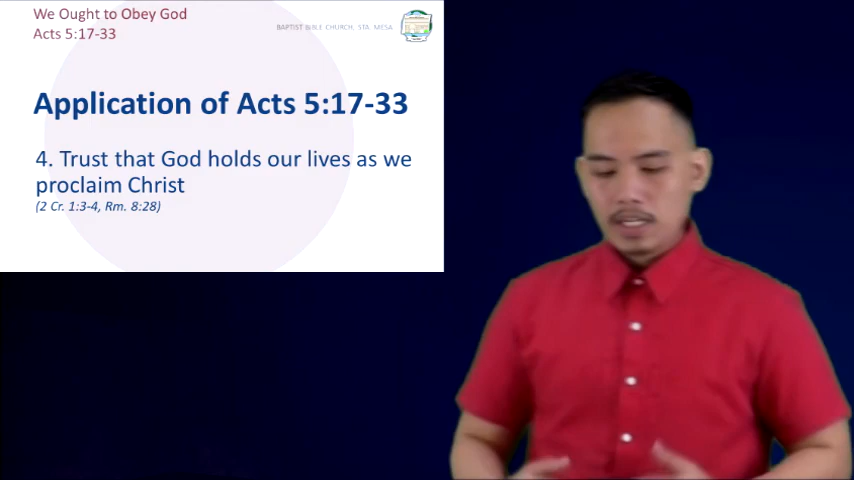 We Ought to Obey God
Acts 5:17-33
BAPTIST BIBLE CHURCH, STA. MESA
Application of Acts 5:17-33
4. Trust that God holds our lives as we
proclaim Christ
(2 Cr. 1:3-4, Rm. 8:28)